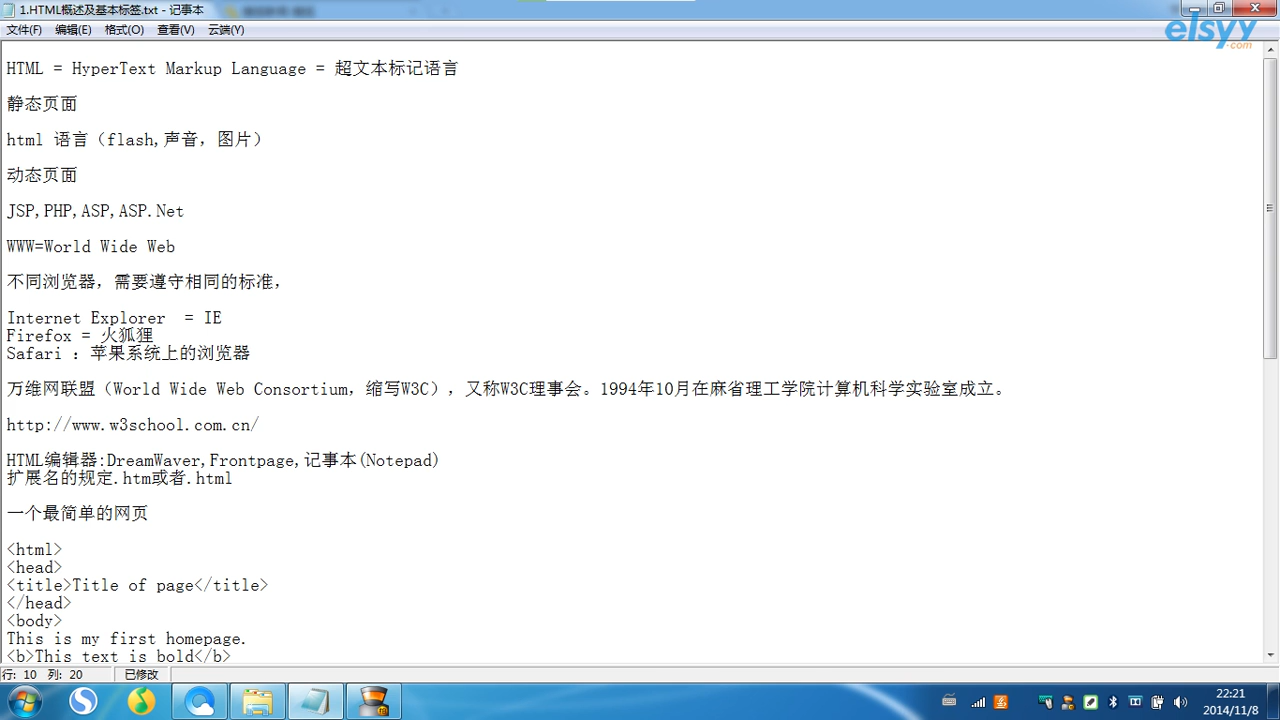 1.HTML概述及基本标签.txt - 记事本
文件(F) 编辑(E) 格式(O) 查看(V) 云端(Y)
elsyy
.com
HTML = HyperText Markup Language = 超文本标记语言
静态页面
html 语言（flash,声音，图片）
动态页面
JSP,PHP,ASP,ASP.Net
WWW=World Wide Web
不同浏览器，需要遵守相同的标准，
Internet Explorer  = IE
Firefox = 火狐狸
Safari ：苹果系统上的浏览器
万维网联盟（World Wide Web Consortium，缩写W3C），又称W3C理事会。1994年10月在麻省理工学院计算机科学实验室成立。
http://www.w3school.com.cn/
HTML编辑器:DreamWaver,Frontpage,记事本(Notepad)
扩展名的规定.htm或者.html
一个最简单的网页
<html>
<head>
<title>Title of page</title>
</head>
<body>
This is my first homepage.
<b>This text is bold</b>
行: 10 列: 20 已修改
22:21
2014/11/8